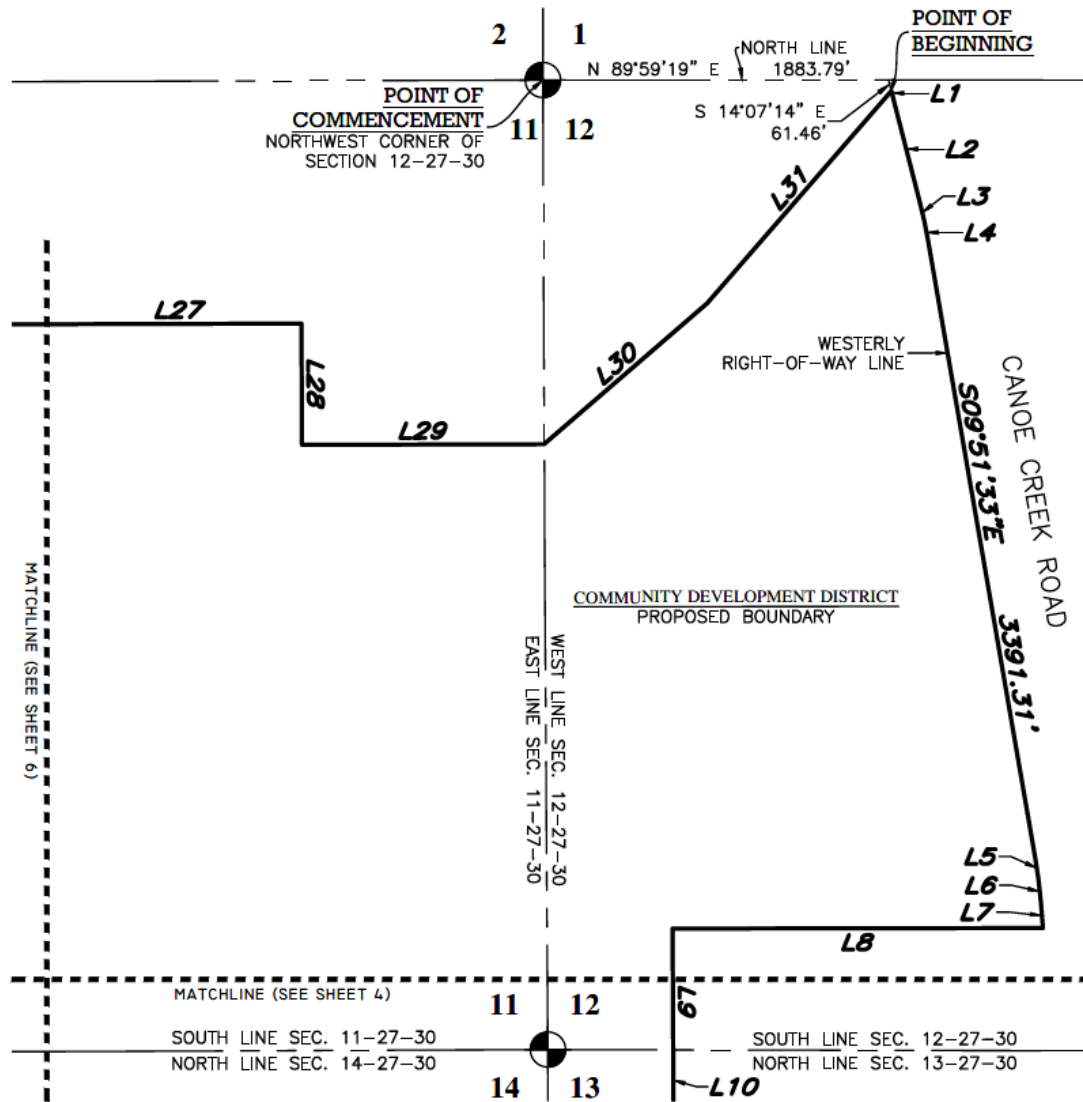 POINT OF
BEGINNING
2 1
NORTH LINE
N 89°59'19" E 1883.79'
POINT OF
COMMENCEMENT
NORTHWEST CORNER OF
SECTION 12-27-30
11 12
S 14°07'14" E
61.46'
L1
L2
L31
L3
L4
L27
L28
L30
L29
WESTERLY
RIGHT-OF-WAY LINE
CANOE CREEK ROAD
S09°51'33"E 3391.31'
MATCHLINE (SEE SHEET 6)
COMMUNITY DEVELOPMENT DISTRICT
PROPOSED BOUNDARY
WEST LINE SEC. 12-27-30
EAST LINE SEC. 11-27-30
L5
L6
L7
L8
L9
MATCHLINE (SEE SHEET 4)
11 12
SOUTH LINE SEC. 11-27-30
NORTH LINE SEC. 14-27-30
SOUTH LINE SEC. 12-27-30
NORTH LINE SEC. 13-27-30
14 13
L10